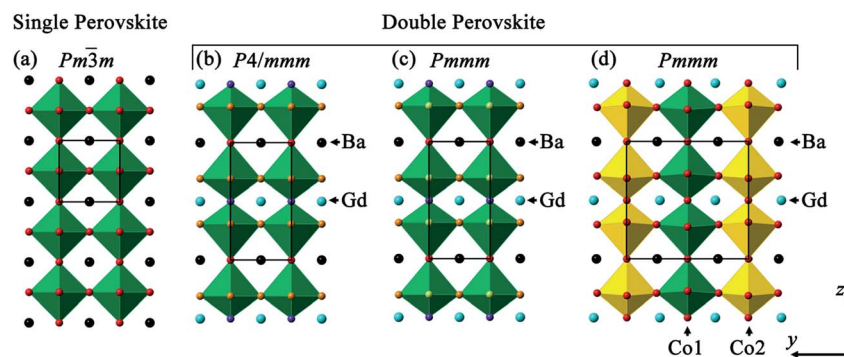 Single Perovskite
Double Perovskite
(a) Pm3̅m
(b) P4/mmm
(c) Pmmm
(d) Pmmm
Ba
Gd
Ba
Gd
Ba
Gd
Co1
Co2
z
y